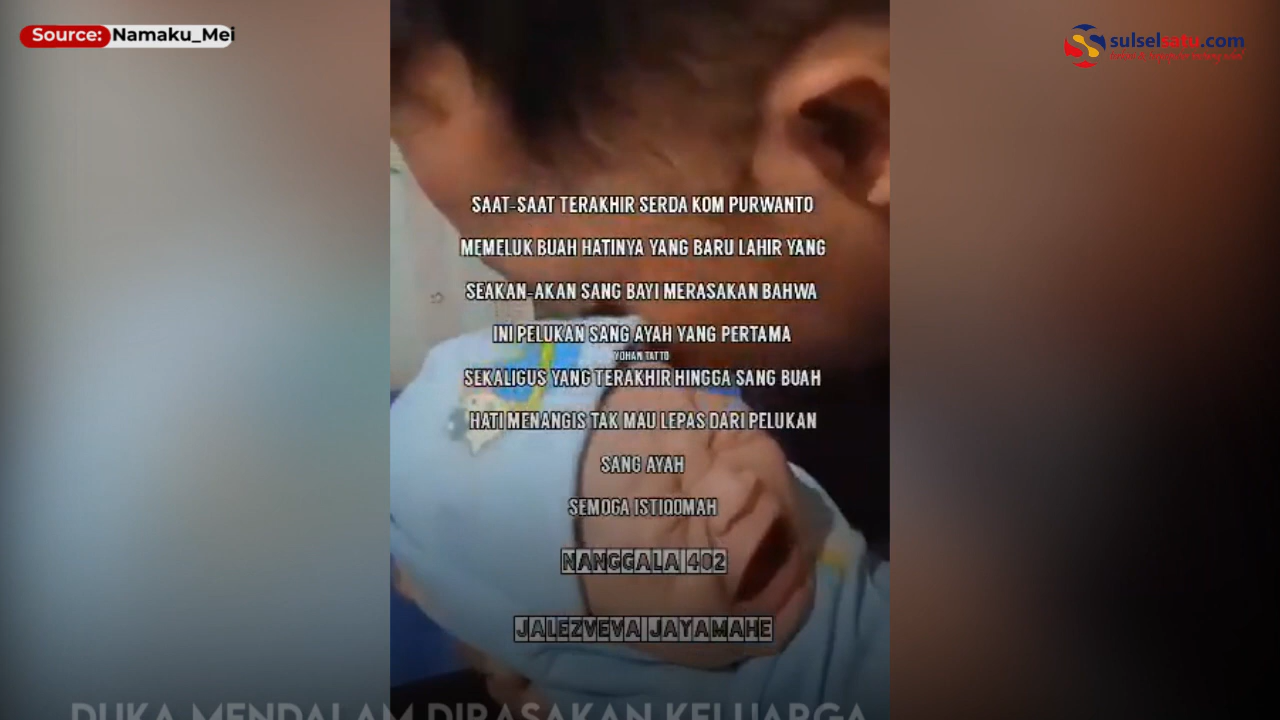 Source: Namaku_Mei
sulselsatu.com
SAAT-SAAT TERAKHIR SERDA KOM PURWANTO
MEMELUK BUAH HATINYA YANG BARU LAHIR YANG
SEAKAN-AKAN SANG BAYI MERASAKAN BAHWA
INI PELUKAN SANG AYAH YANG PERTAMA
YOHAN TATTO
SEKALIGUS YANG TERAKHIR HINGGA SANG BUAH
HATI MENANGIS TAK MAU LEPAS DARI PELUKAN
SANG AYAH
SEMOGA ISTIQOMAH
NANGGALA 402
JALEZVEVA JAYAMAHE
DUKA MENDALAM DIRASAKAN KELUARGA